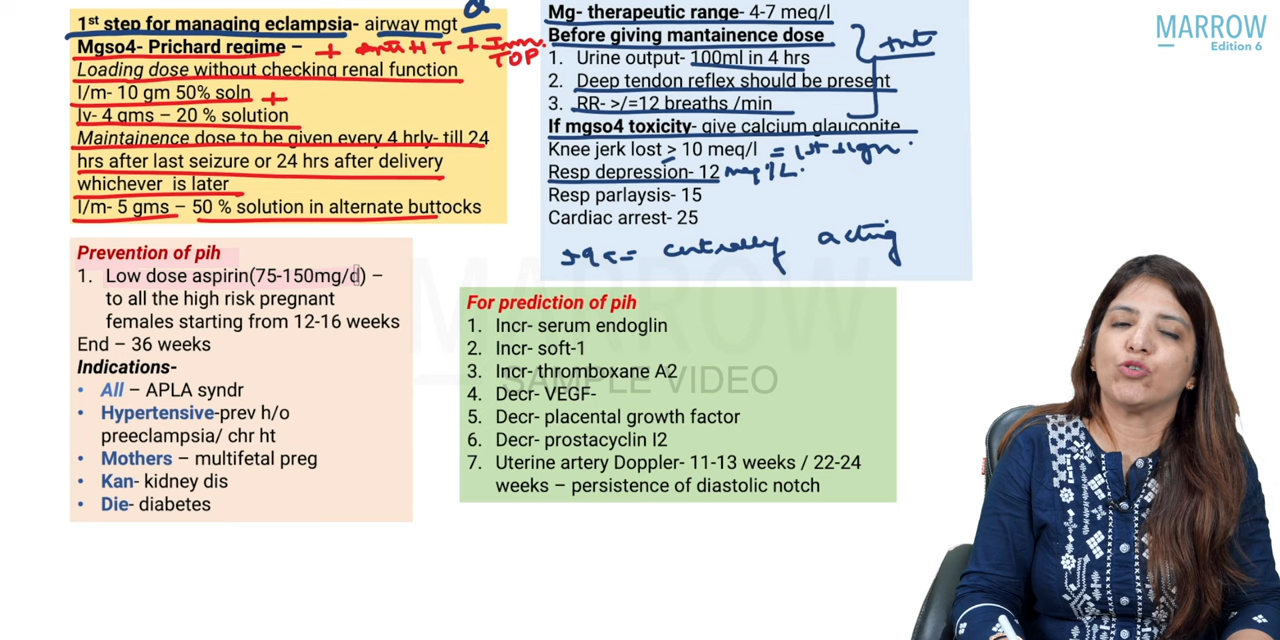 1st step for managing eclampsia- airway mgt
Mgso4- Prichard regime – + Anti HT + Imm. TOP
Loading dose without checking renal function
I/m- 10 gm 50% soln +
Iv- 4 gms – 20 % solution
Maintainence dose to be given every 4 hrly- till 24
hrs after last seizure or 24 hrs after delivery
whichever is later
I/m- 5 gms – 50 % solution in alternate buttocks
Mg- therapeutic range- 4-7 meq/l
Before giving mantainence dose
1. Urine output- 100ml in 4 hrs
2. Deep tendon reflex should be present
3. RR- >/=12 breaths /min
If mgso4 toxicity- give calcium glauconite
Knee jerk lost > 10 meq/l = 1st sign.
Resp depression- 12 meq/L.
Resp parlaysis- 15
Cardiac arrest- 25
centrally acting
Prevention of pih
1. Low dose aspirin(75-150mg/d) –
to all the high risk pregnant
females starting from 12-16 weeks
End – 36 weeks
Indications-
• All – APLA syndr
• Hypertensive-prev h/o
preeclampsia/ chr ht
• Mothers – multifetal preg
• Kan- kidney dis
• Die- diabetes
For prediction of pih
1. Incr- serum endoglin
2. Incr- soft-1
3. Incr- thromboxane A2
4. Decr- VEGF-
5. Decr- placental growth factor
6. Decr- prostacyclin I2
7. Uterine artery Doppler- 11-13 weeks / 22-24
weeks – persistence of diastolic notch
MARROW
SAMPLE VIDEO
MARROW
Edition 6